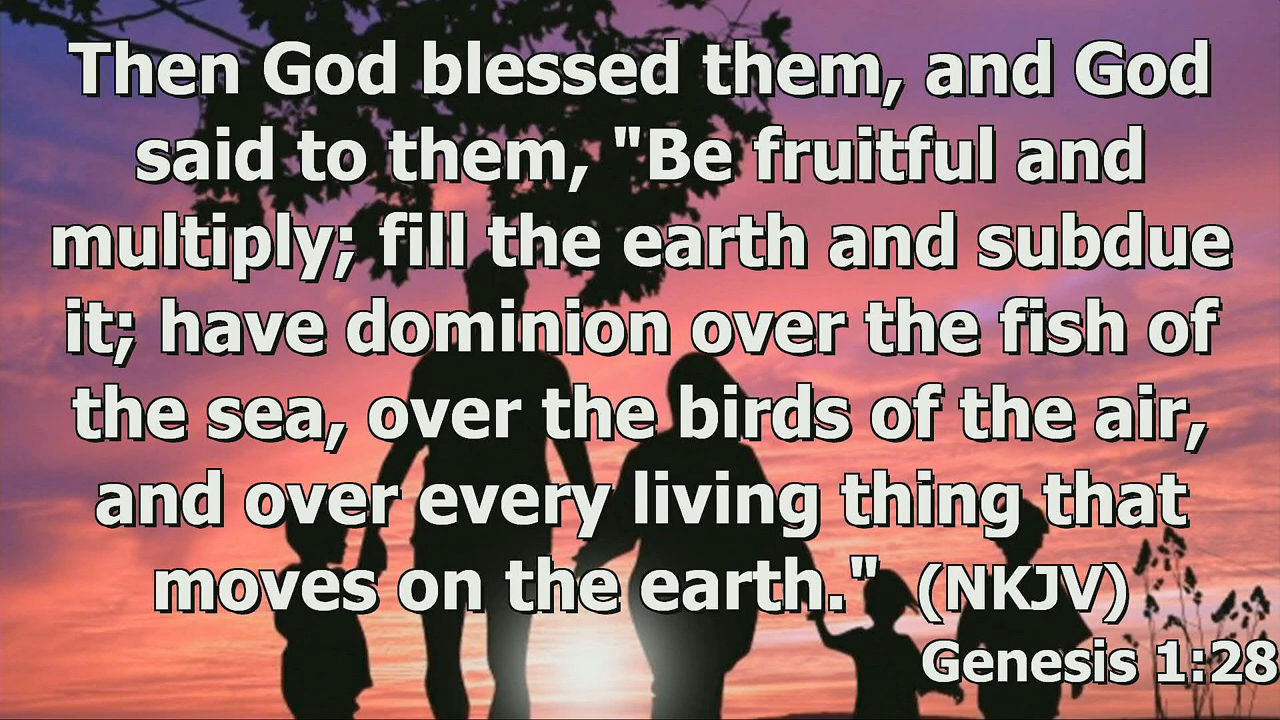 Then God blessed them, and God
said to them, "Be fruitful and
multiply; fill the earth and subdue
it; have dominion over the fish of
the sea, over the birds of the air,
and over every living thing that
moves on the earth." (NKJV)
Genesis 1:28